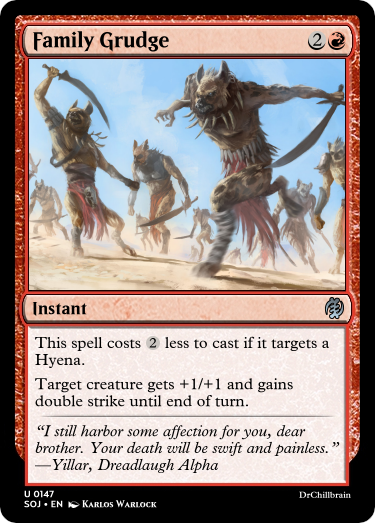 Family Grudge 2
Instant
This spell costs 2 less to cast if it targets a
Hyena.
Target creature gets +1/+1 and gains
double strike until end of turn.
“I still harbor some affection for you, dear
brother. Your death will be swift and painless.”
—Yillar, Dreadlaugh Alpha
U 0147
SOJ • EN Karlos Warlock
DrChillbrain